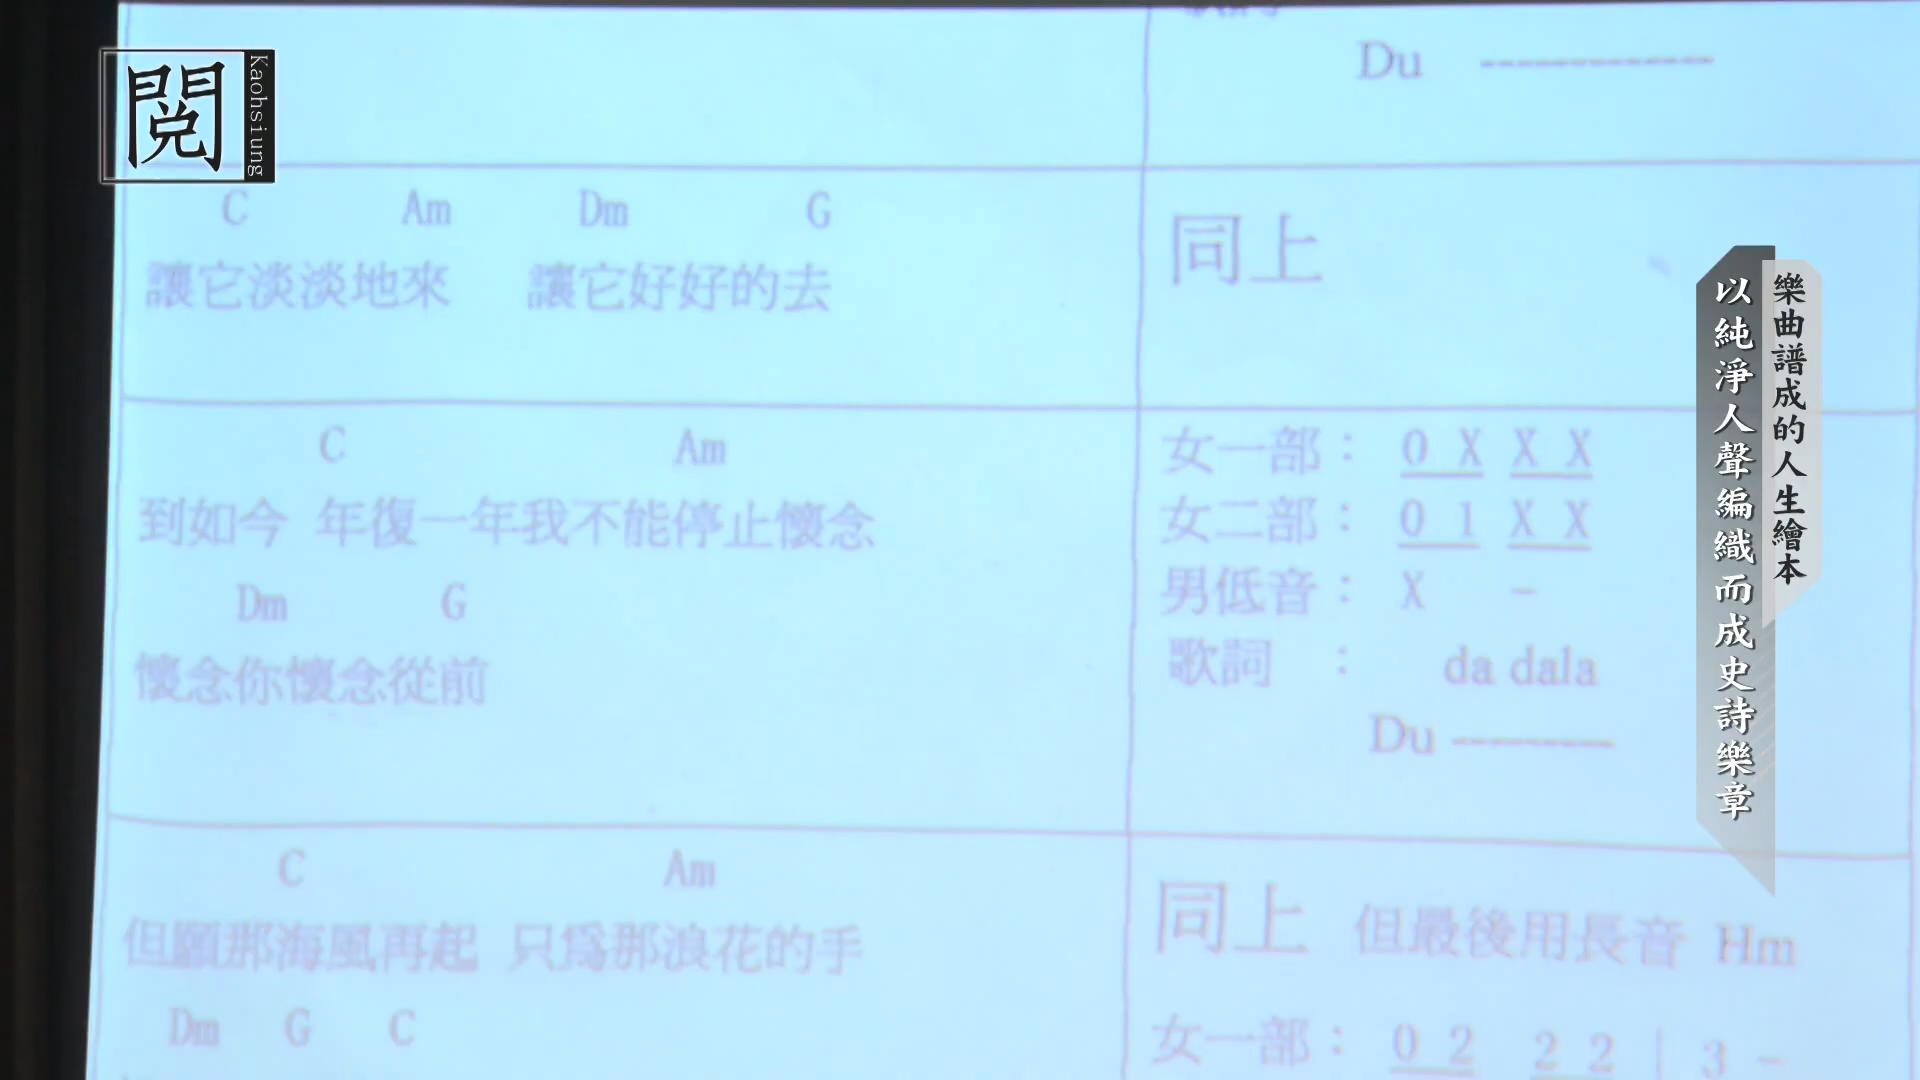 閱
Kaohsiung
樂曲譜成的人生繪本
以純淨人聲編織而成史詩樂章
Du -------------
C Am Dm G
讓它淡淡地來 讓它好好的去
同上
C Am
到如今 年復一年我不能停止懷念
Dm G
懷念你懷念從前
女一部： 0 X X X
女二部： 0 1 X X
男低音： X －
歌詞 ： da dala
Du ---------
C Am
但願那海風再起 只為那浪花的手
Dm G C
同上 但最後用長音 Hm
女一部： 0 2 2 2 | 3 -